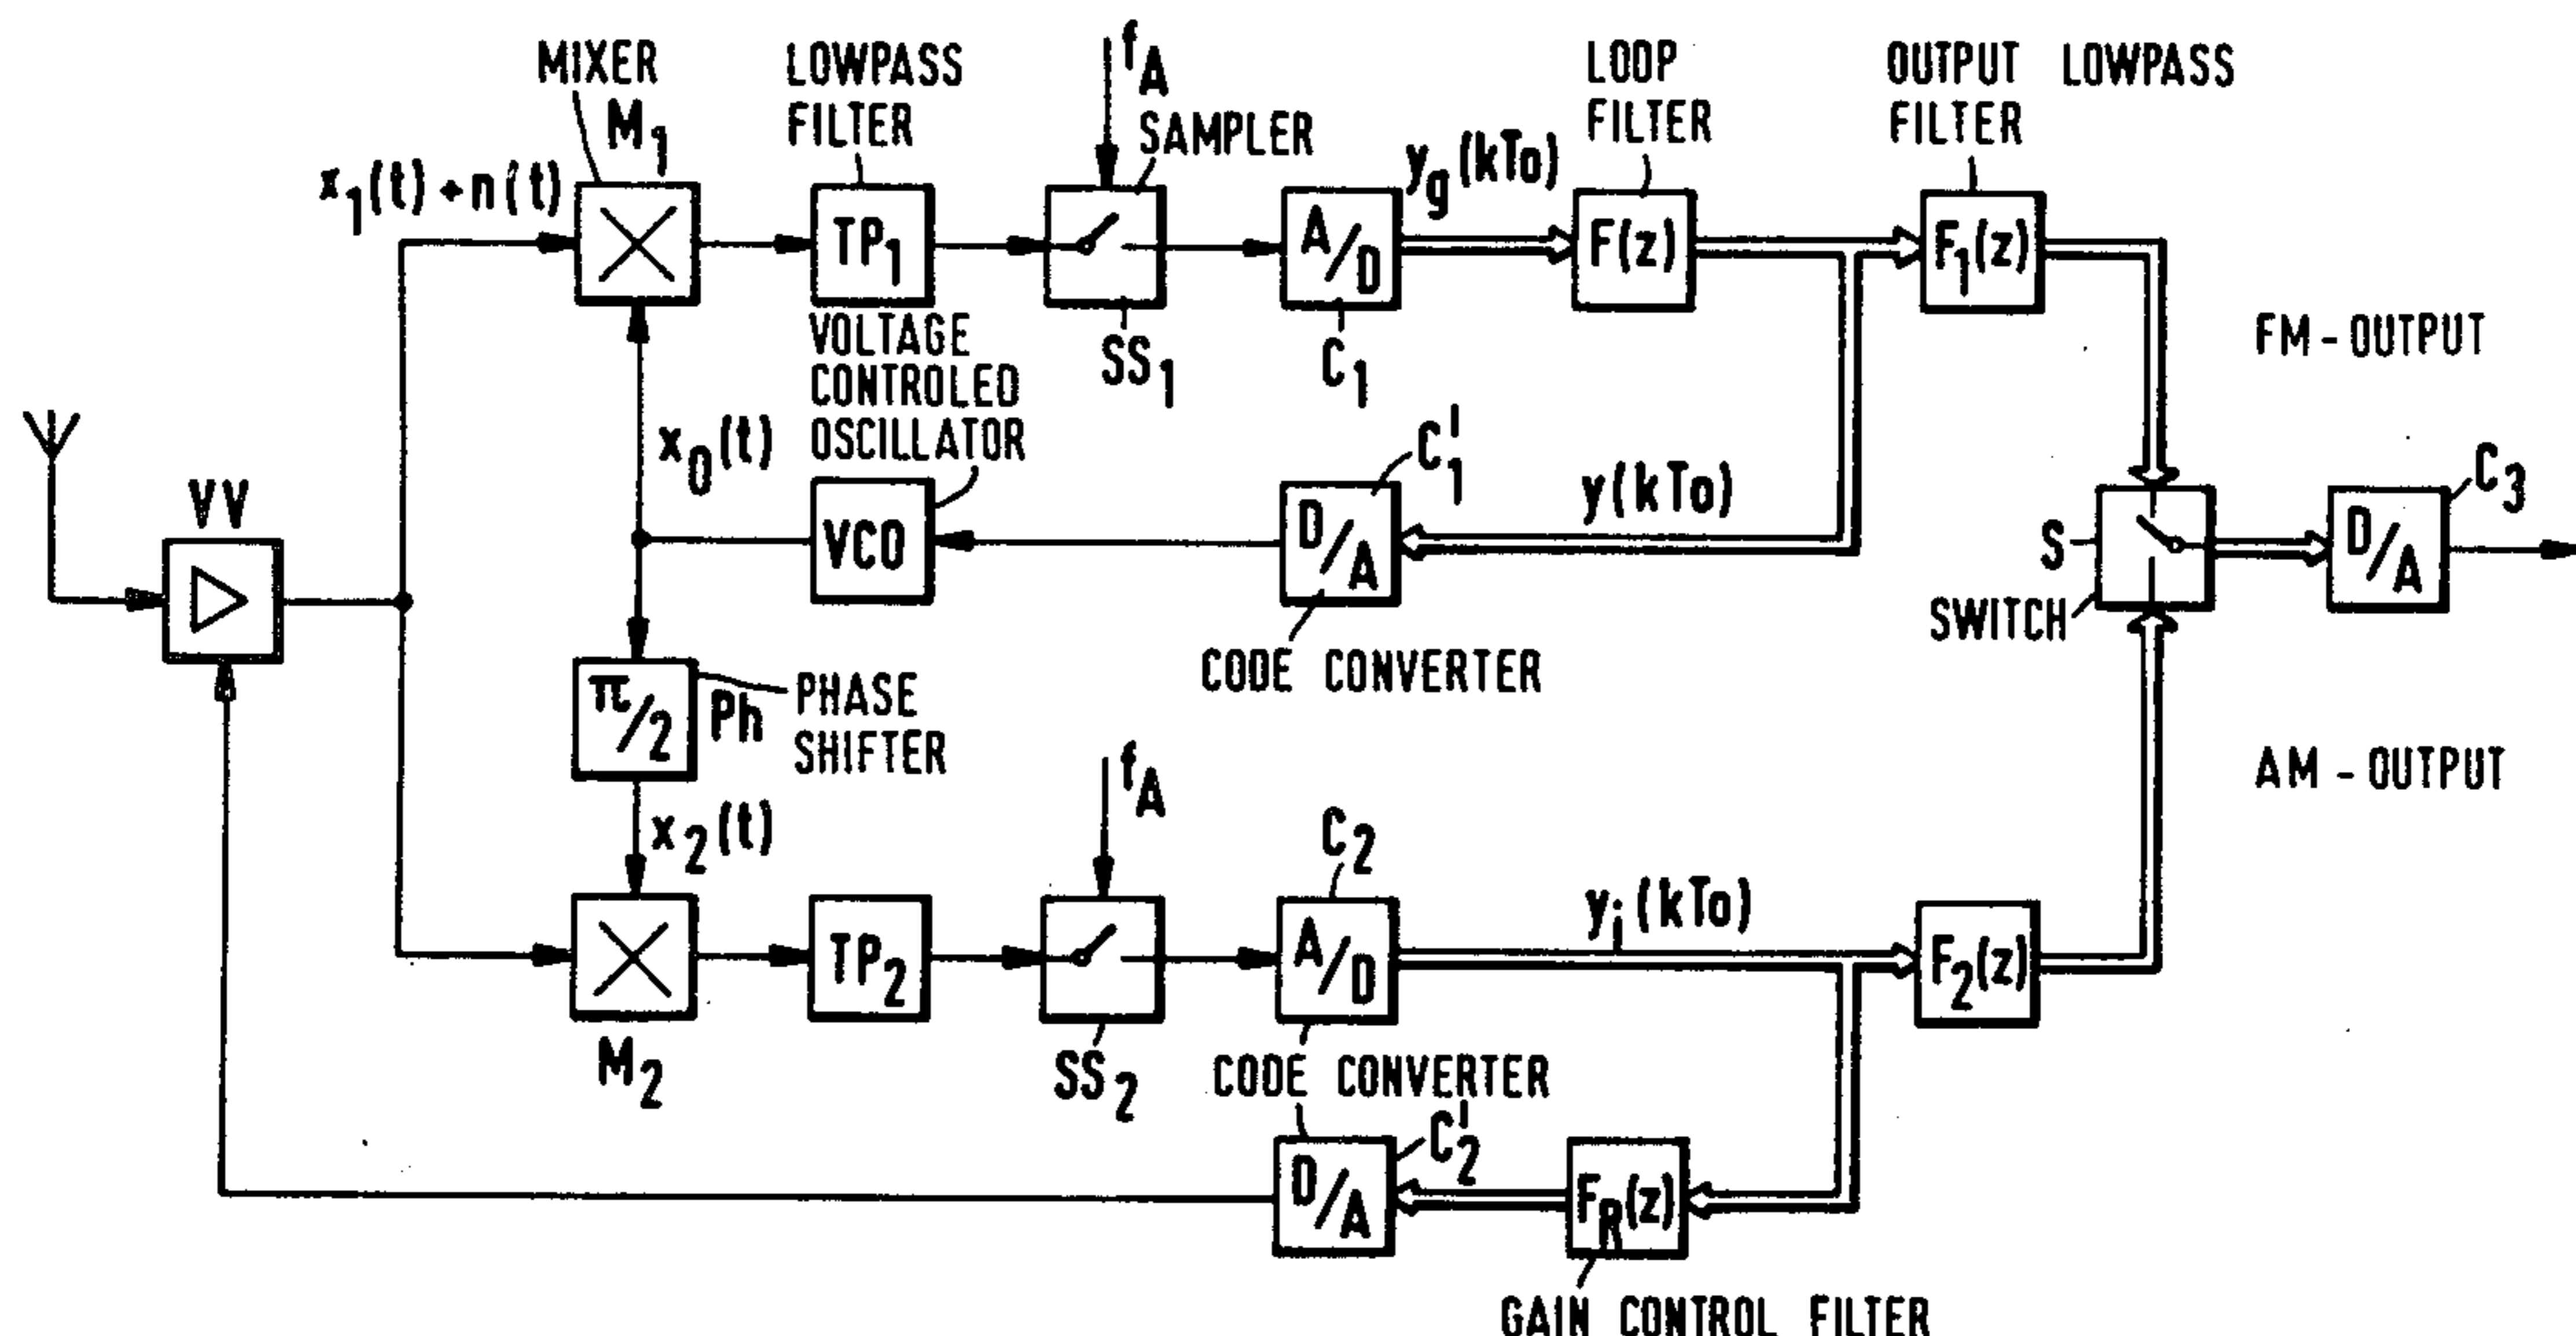 MIXER
M1
LOWPASS
FILTER
fA
SAMPLER
LOOP
FILTER
OUTPUT LOWPASS
FILTER
x1(t) + n(t)
TP1
A/D
yg(kTo)
F(z)
F1(z)
SS1
C1
FM - OUTPUT
VOLTAGE
CONTROLED
OSCILLATOR
x0(t)
VCO
D/A
C1'
y(kTo)
CODE CONVERTER
VV
S
SWITCH
D/A
C3
π/2
Ph
PHASE
SHIFTER
x2(t)
fA
AM - OUTPUT
M2
TP2
SS2
C2
A/D
yi(kTo)
F2(z)
CODE CONVERTER
D/A
C2'
FR(z)
GAIN CONTROL FILTER